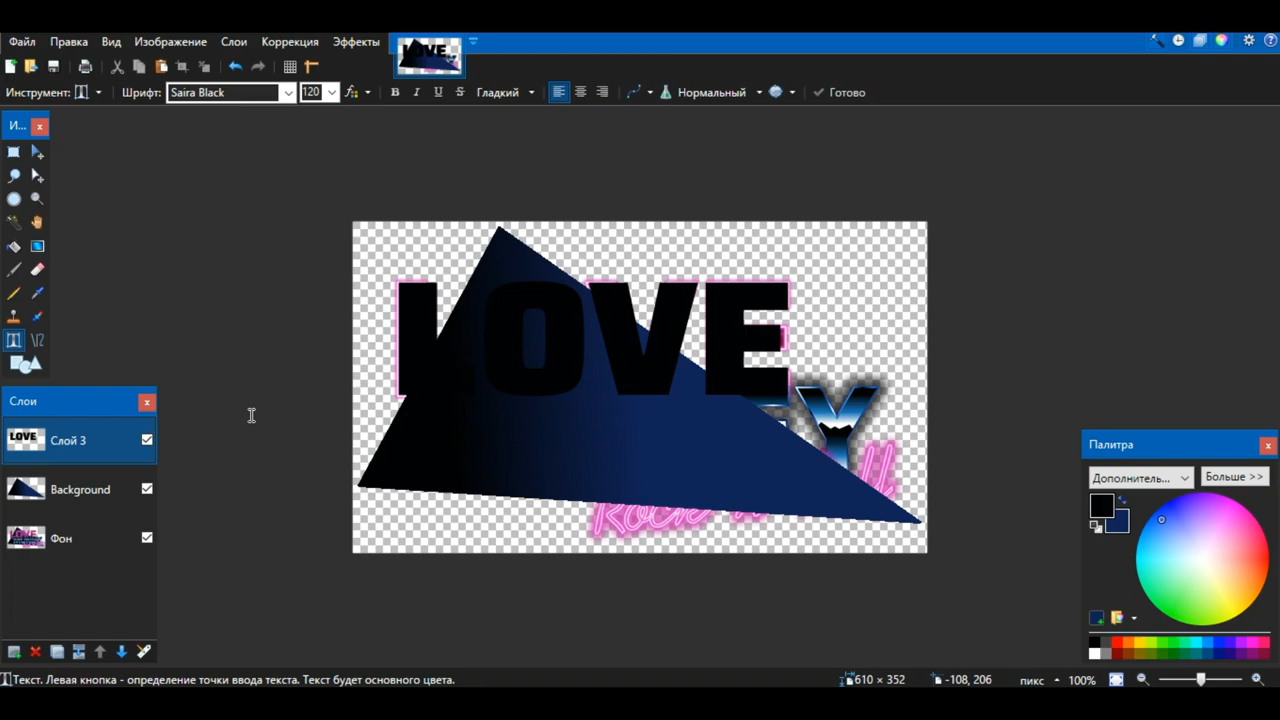 Файл Правка Вид Изображение Слои Коррекция Эффекты
Инструмент: Шрифт: Saira Black 120 B I U S Гладкий Нормальный Готово
И...
LOVE
Y
Rock
Слои
LOVE Слой 3
Background
Фон
Палитра
Дополнитель... Больше >>
Текст. Левая кнопка - определение точки ввода текста. Текст будет основного цвета. 610 × 352 -108, 206 пикс 100%